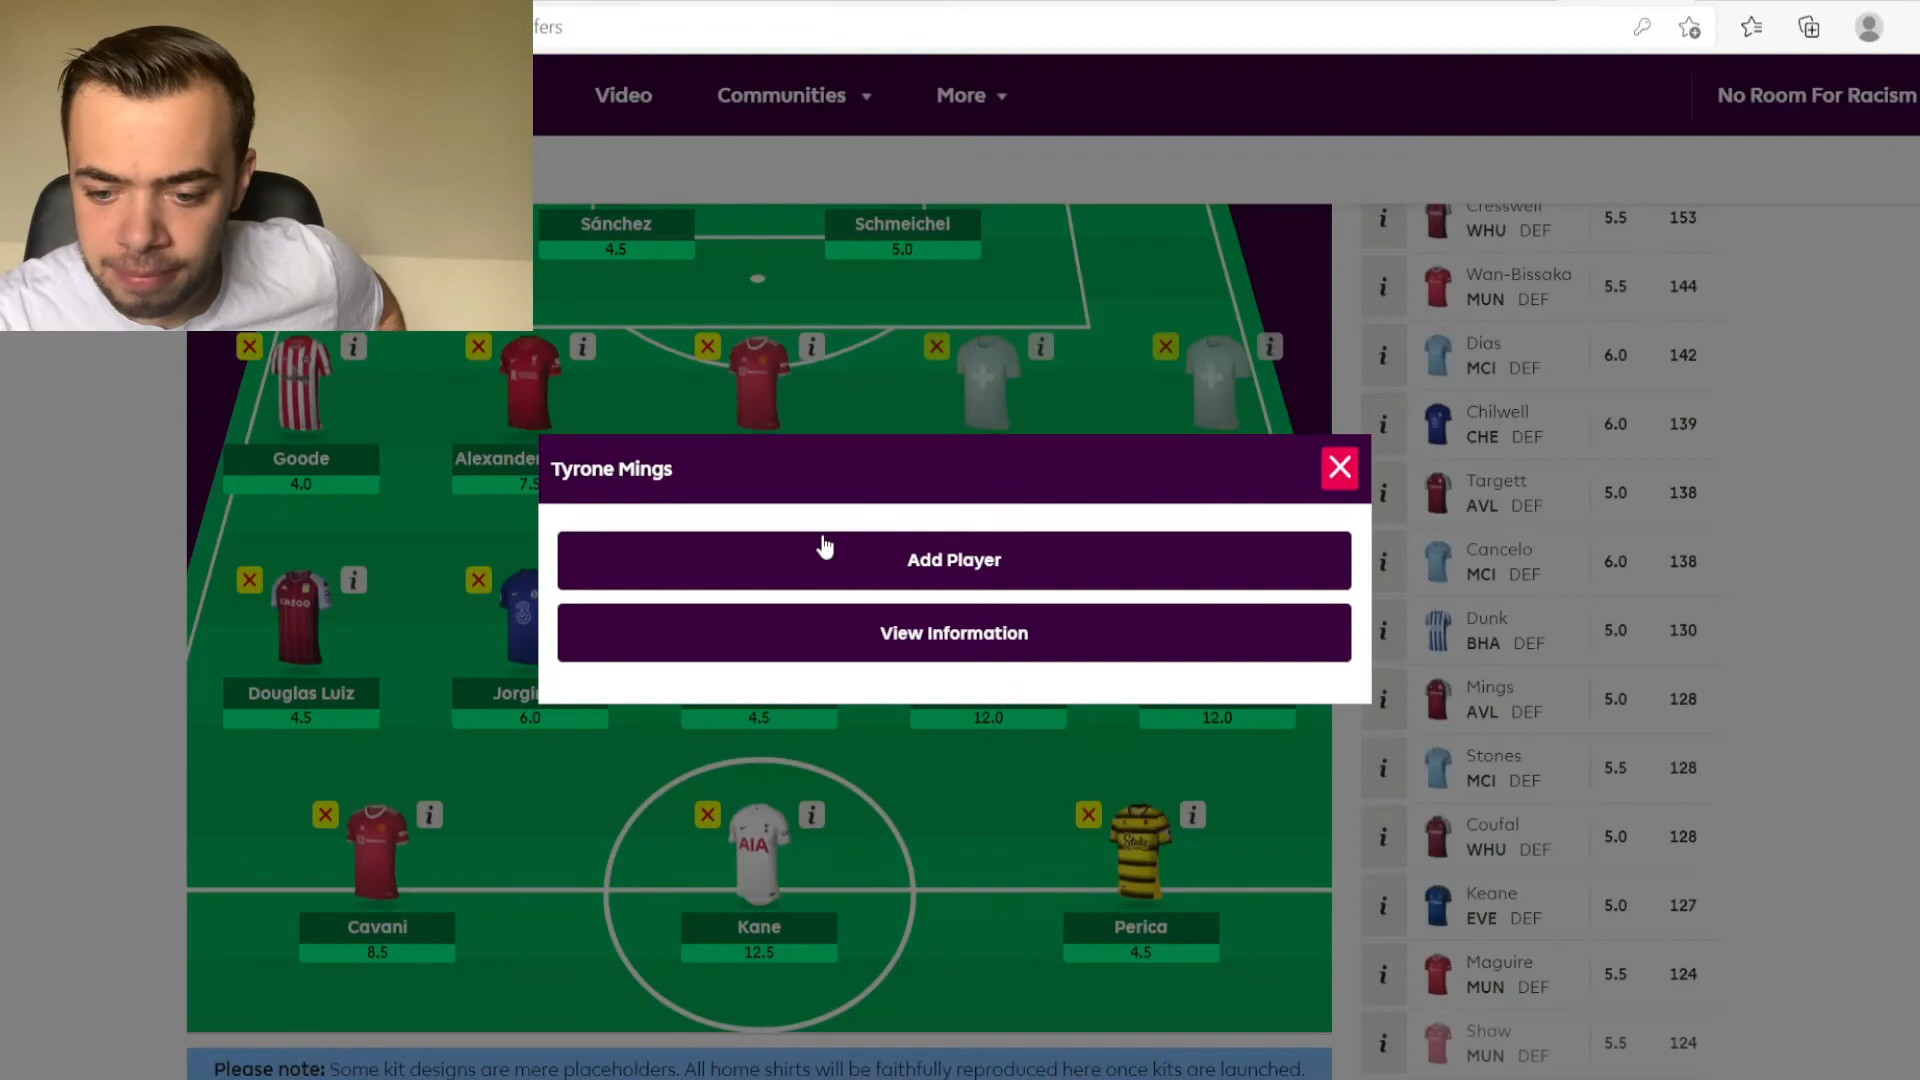 fers
Video
Communities
More
No Room For Racism
Sánchez
4.5
Schmeichel
5.0
Goode
4.0
Alexander
7.5
Tyrone Mings
Add Player
View Information
CAZOO
3
Douglas Luiz
4.5
Jorgi
6.0
4.5
12.0
12.0
AIA
Stake
Cavani
8.5
Kane
12.5
Perica
4.5
Cresswell
WHU DEF
5.5
153
Wan-Bissaka
MUN DEF
5.5
144
Dias
MCI DEF
6.0
142
Chilwell
CHE DEF
6.0
139
Targett
AVL DEF
5.0
138
Cancelo
MCI DEF
6.0
138
Dunk
BHA DEF
5.0
130
Mings
AVL DEF
5.0
128
Stones
MCI DEF
5.5
128
Coufal
WHU DEF
5.0
128
Keane
EVE DEF
5.0
127
Maguire
MUN DEF
5.5
124
Shaw
MUN DEF
5.5
124
Please note: Some kit designs are mere placeholders. All home shirts will be faithfully reproduced here once kits are launched.